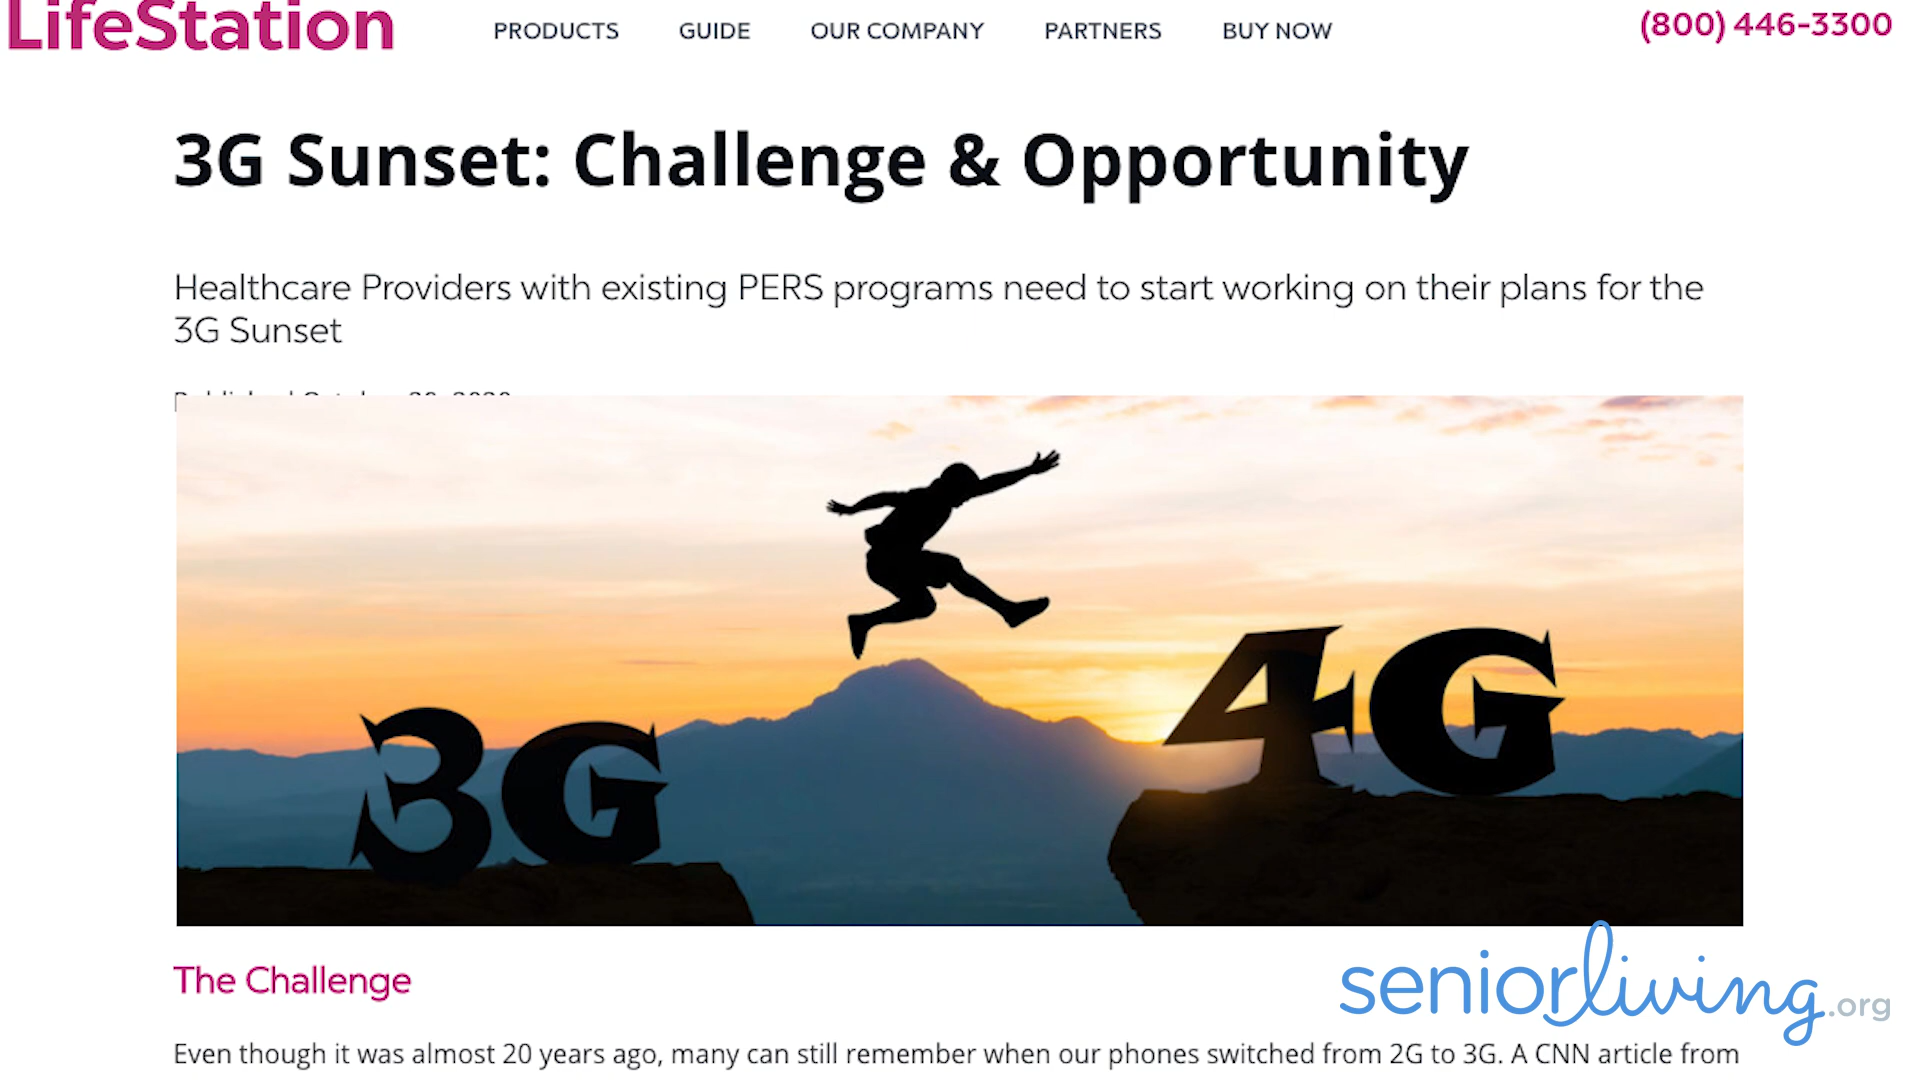 LifeStation
PRODUCTS GUIDE OUR COMPANY PARTNERS BUY NOW
(800) 446-3300
3G Sunset: Challenge & Opportunity
Healthcare Providers with existing PERS programs need to start working on their plans for the
3G Sunset
3G
4G
The Challenge
seniorliving.org
Even though it was almost 20 years ago, many can still remember when our phones switched from 2G to 3G. A CNN article from